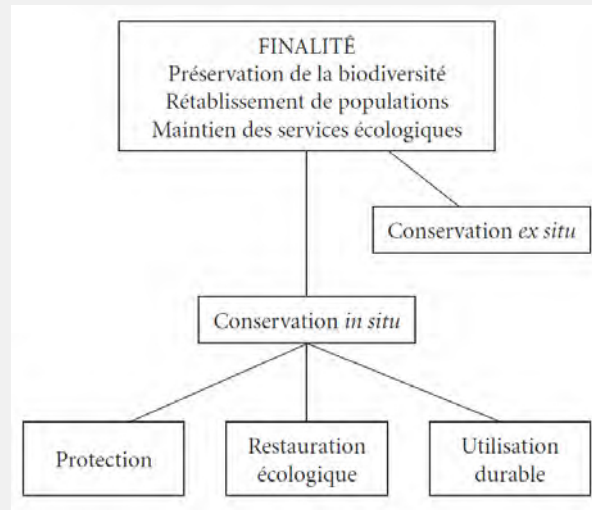 FINALITÉ
Préservation de la biodiversité
Rétablissement de populations
Maintien des services écologiques
Conservation ex situ
Conservation in situ
Protection
Restauration
écologique
Utilisation
durable